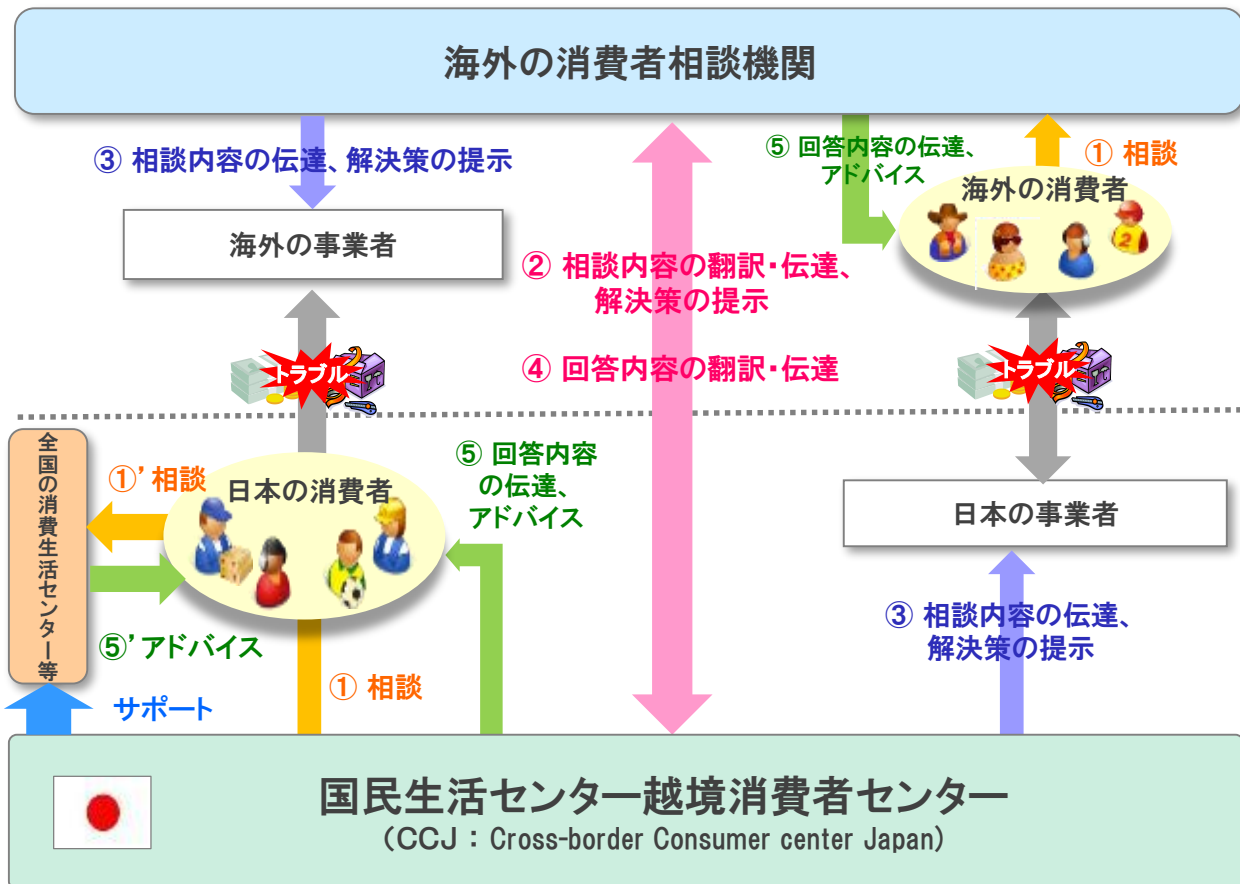 海外の消費者相談機関
③ 相談内容の伝達、解決策の提示
⑤ 回答内容の伝達、
アドバイス
① 相談
海外の消費者
2
海外の事業者
② 相談内容の翻訳・伝達、
解決策の提示
④ 回答内容の翻訳・伝達
トラブル
トラブル
全国の消費生活センター等
①’ 相談
日本の消費者
⑤ 回答内容
の伝達、
アドバイス
日本の事業者
⑤’ アドバイス
① 相談
③ 相談内容の伝達、
解決策の提示
サポート
国民生活センター越境消費者センター
（CCJ：Cross-border Consumer center Japan）